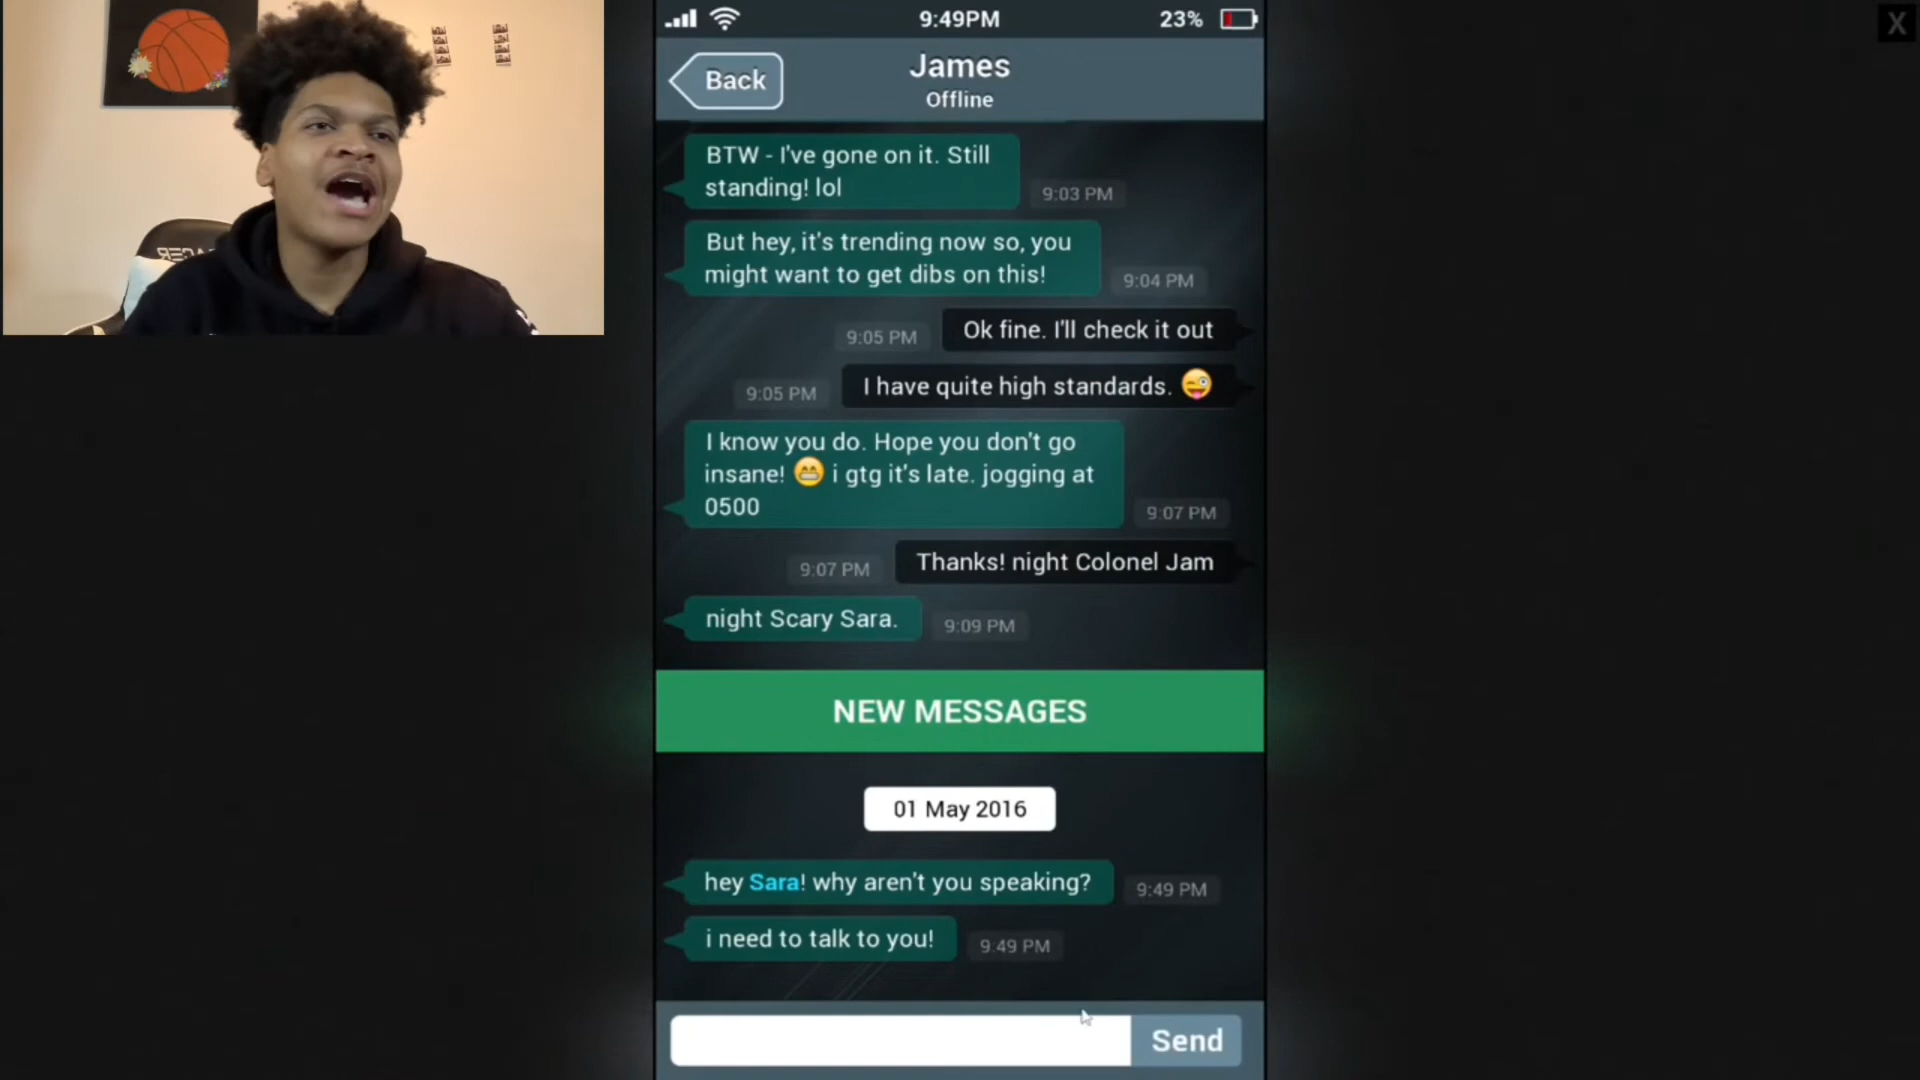 9:49PM
23%
X
Back
James
Offline
BTW - I've gone on it. Still
standing! lol
9:03 PM
But hey, it's trending now so, you
might want to get dibs on this!
9:04 PM
9:05 PM
Ok fine. I'll check it out
9:05 PM
I have quite high standards. 😜
I know you do. Hope you don't go
insane! 😁 i gtg it's late. jogging at
0500
9:07 PM
9:07 PM
Thanks! night Colonel Jam
night Scary Sara.
9:09 PM
NEW MESSAGES
01 May 2016
hey Sara! why aren't you speaking?
9:49 PM
i need to talk to you!
9:49 PM
Send